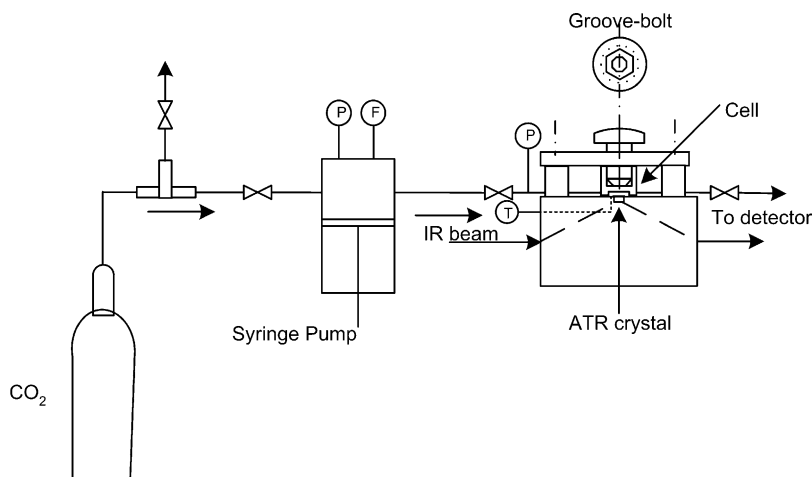 Groove-bolt
P
F
P
Cell
T
To detector
IR beam
ATR crystal
Syringe Pump
CO₂